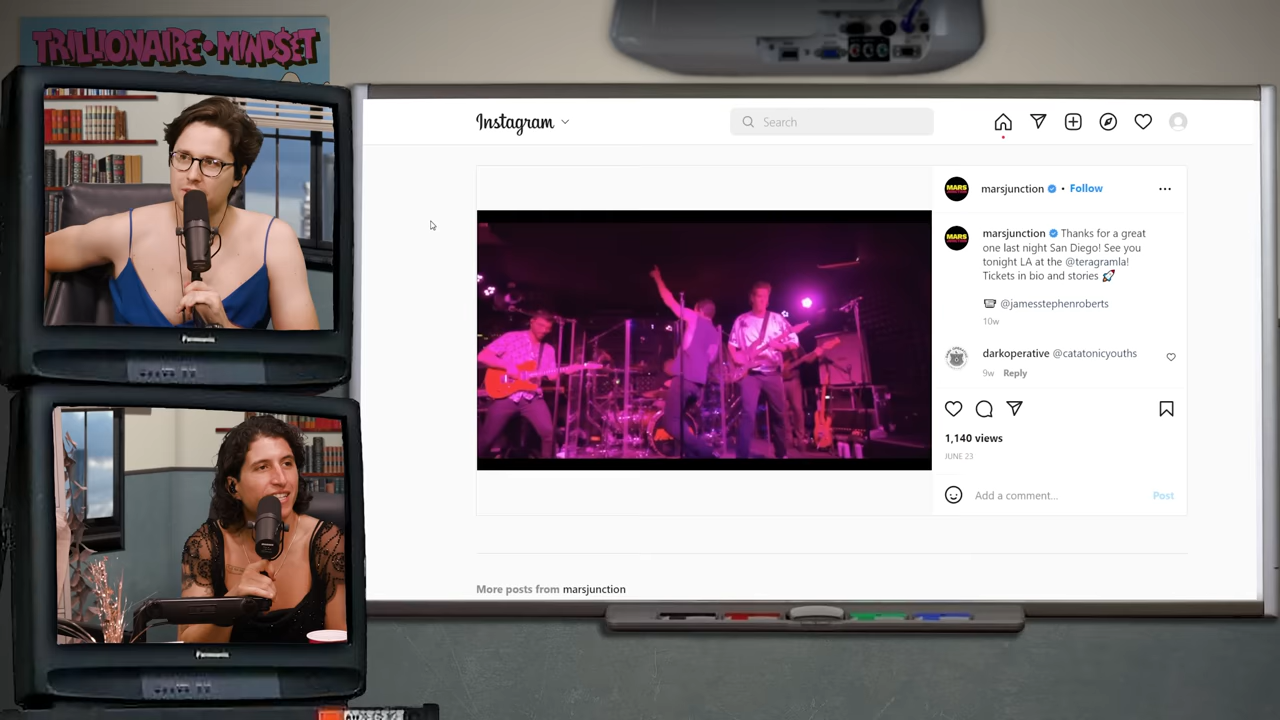 TRILLIONAIRE • MINDSET
Panasonic
Panasonic
Instagram
Search
MARS
marsjunction • Follow
MARS
marsjunction Thanks for a great
one last night San Diego! See you
tonight LA at the @teragramla!
Tickets in bio and stories 🚀
@jamesstephenroberts
10w
darkoperative @catatonicyouths
9w Reply
1,140 views
JUNE 23
Add a comment...
Post
More posts from marsjunction